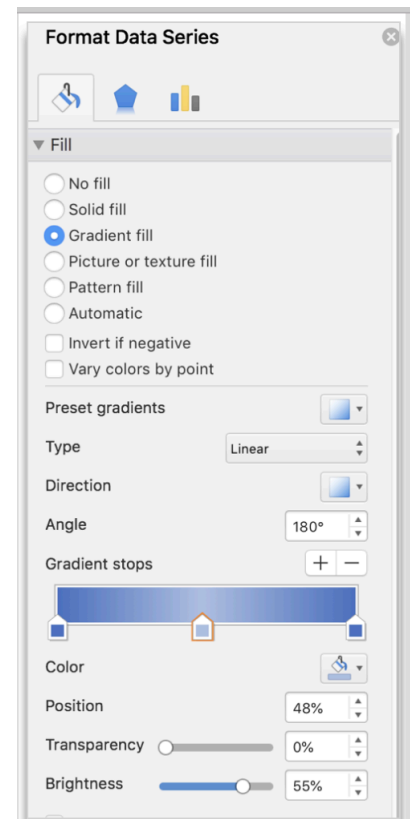 Format Data Series
Fill
No fill
Solid fill
Gradient fill
Picture or texture fill
Pattern fill
Automatic
Invert if negative
Vary colors by point
Preset gradients
Type Linear
Direction
Angle 180°
Gradient stops + −
Color
Position 48%
Transparency 0%
Brightness 55%